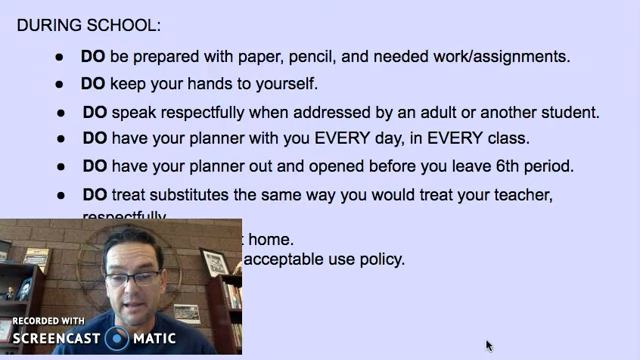 DURING SCHOOL:
● DO be prepared with paper, pencil, and needed work/assignments.
● DO keep your hands to yourself.
● DO speak respectfully when addressed by an adult or another student.
● DO have your planner with you EVERY day, in EVERY class.
● DO have your planner out and opened before you leave 6th period.
● DO treat substitutes the same way you would treat your teacher,
respectfully.
home.
acceptable use policy.
RECORDED WITH
SCREENCAST MATIC